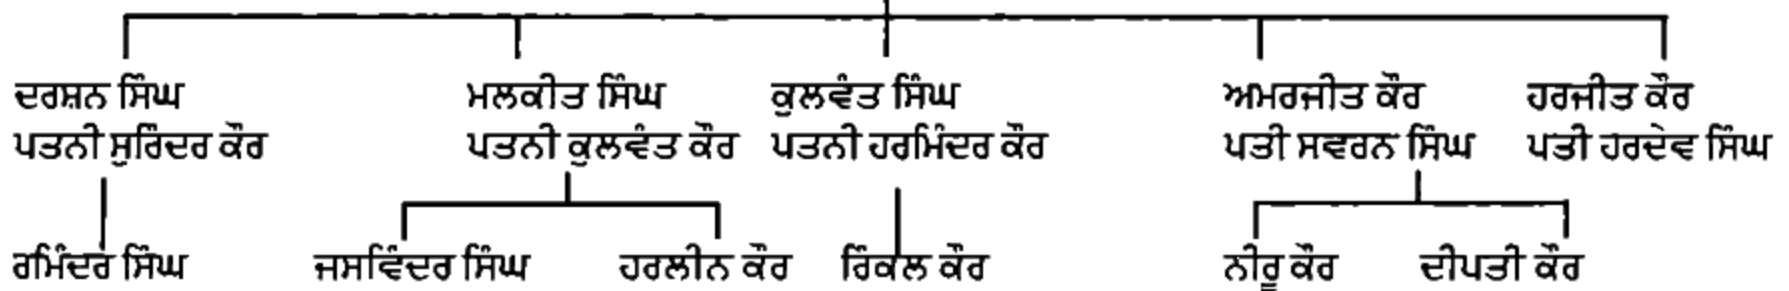 ਦਰਸ਼ਨ ਸਿੰਘ ਮਲਕੀਤ ਸਿੰਘ ਕੁਲਵੰਤ ਸਿੰਘ ਅਮਰਜੀਤ ਕੌਰ ਹਰਜੀਤ ਕੌਰ
ਪਤਨੀ ਸੁਰਿੰਦਰ ਕੌਰ ਪਤਨੀ ਕੁਲਵੰਤ ਕੌਰ ਪਤਨੀ ਹਰਮਿੰਦਰ ਕੌਰ ਪਤੀ ਸਵਰਨ ਸਿੰਘ ਪਤੀ ਹਰਦੇਵ ਸਿੰਘ
ਰਮਿੰਦਰ ਸਿੰਘ ਜਸਵਿੰਦਰ ਸਿੰਘ ਹਰਲੀਨ ਕੌਰ ਰਿੰਕਲ ਕੌਰ ਨੀਰੂ ਕੌਰ ਦੀਪਤੀ ਕੌਰ